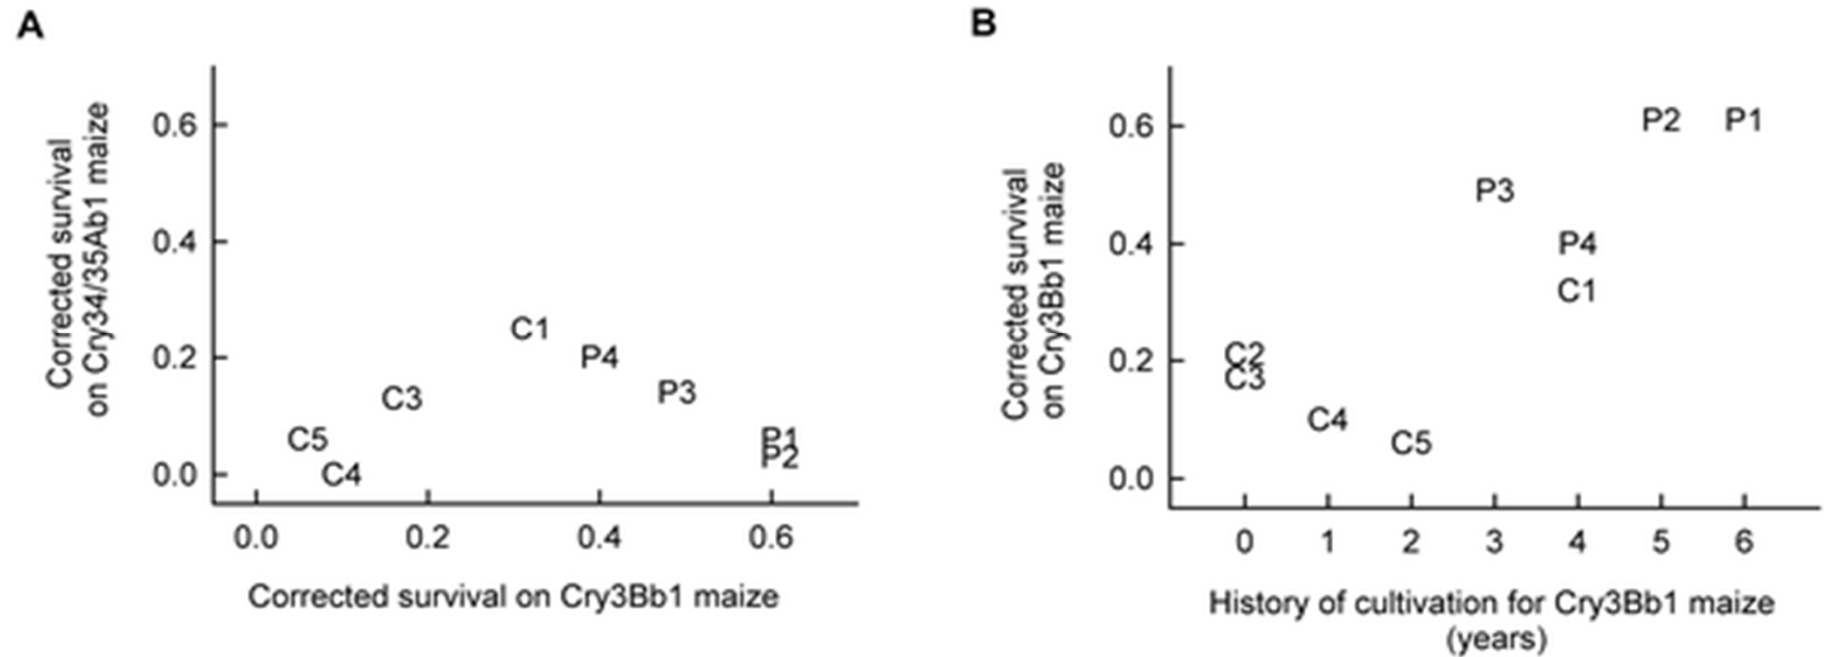 A
Corrected survival
on Cry34/35Ab1 maize
0.6
0.4
0.2
0.0
C1
P4
C3
P3
C5
P1
P2
C4
0.0 0.2 0.4 0.6
Corrected survival on Cry3Bb1 maize
B
Corrected survival
on Cry3Bb1 maize
0.6
0.4
0.2
0.0
P2 P1
P3
P4
C1
C2
C3
C4
C5
0 1 2 3 4 5 6
History of cultivation for Cry3Bb1 maize
(years)